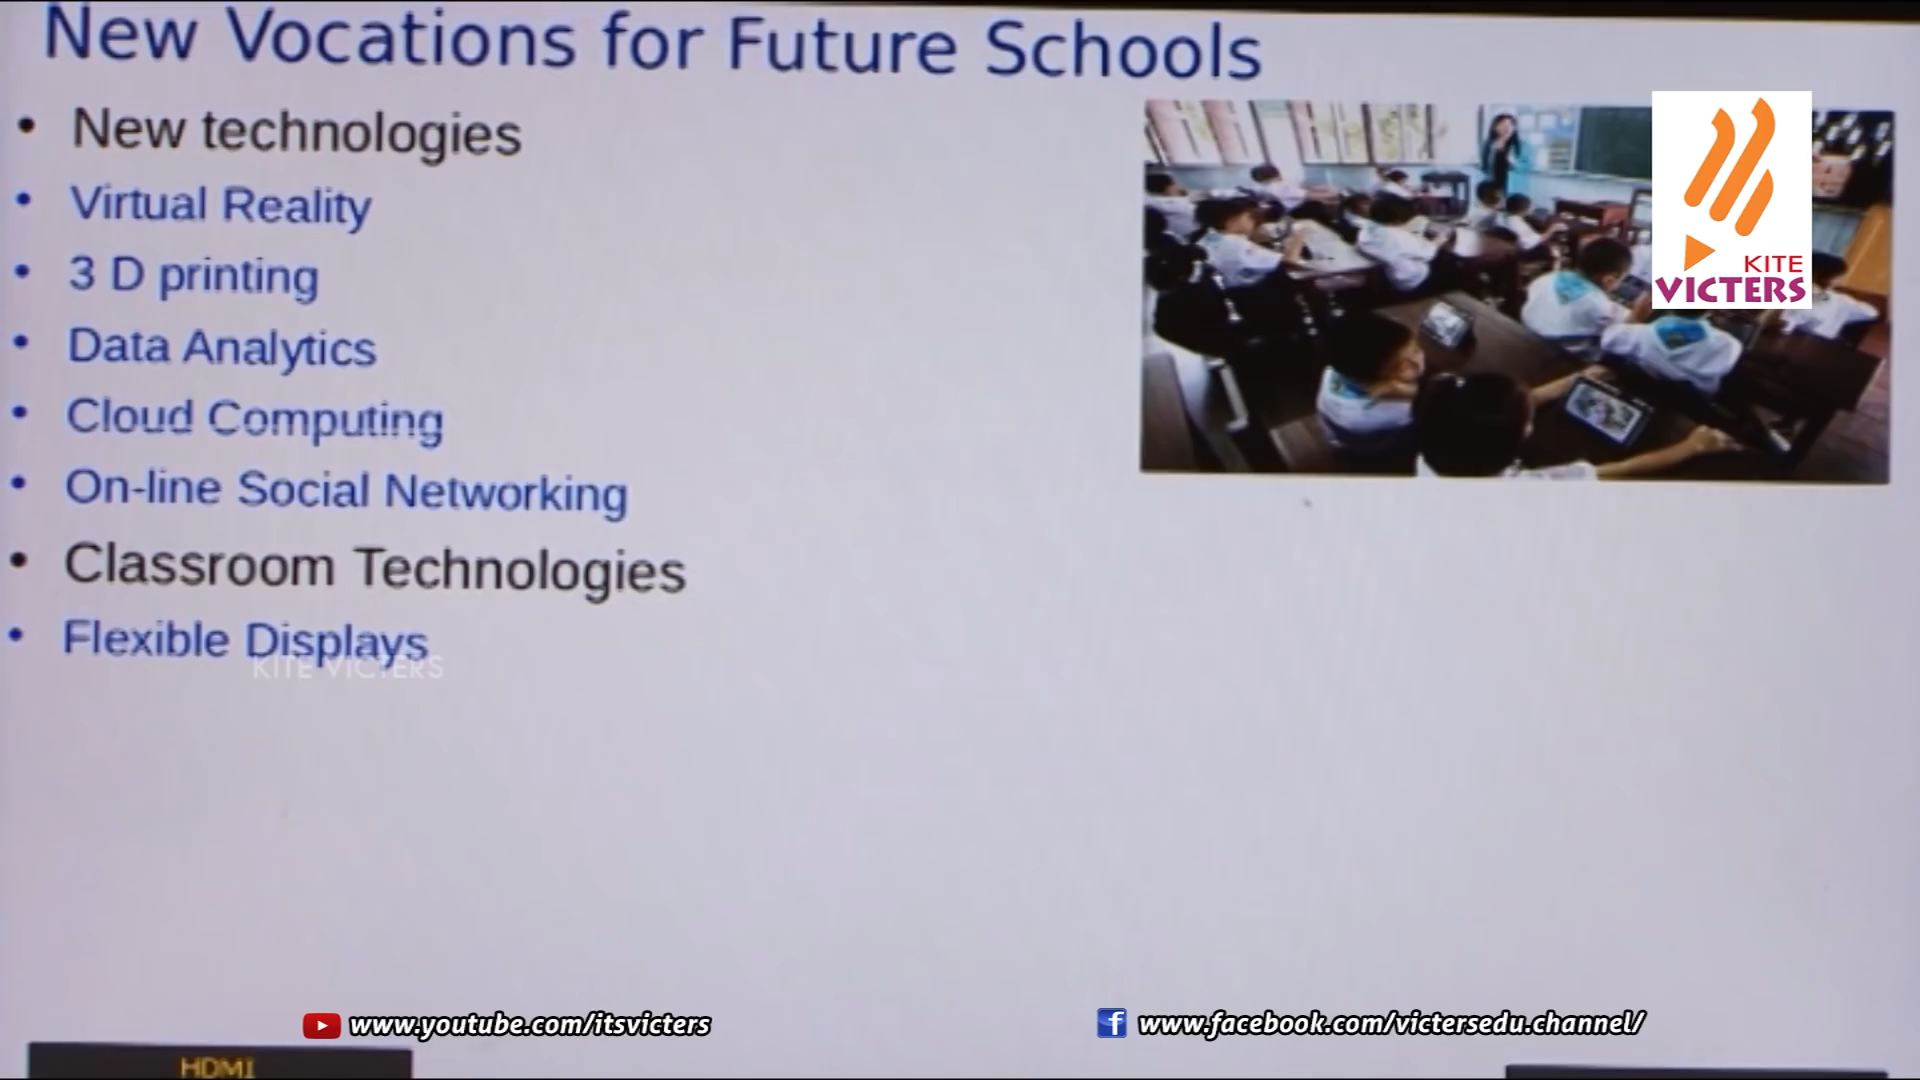 New Vocations for Future Schools
• New technologies
• Virtual Reality
• 3 D printing
• Data Analytics
• Cloud Computing
• On-line Social Networking
• Classroom Technologies
• Flexible Displays
KITE VICTERS
KITE
VICTERS
www.youtube.com/itsvicters
f www.facebook.com/victersedu.channel/
HDMI